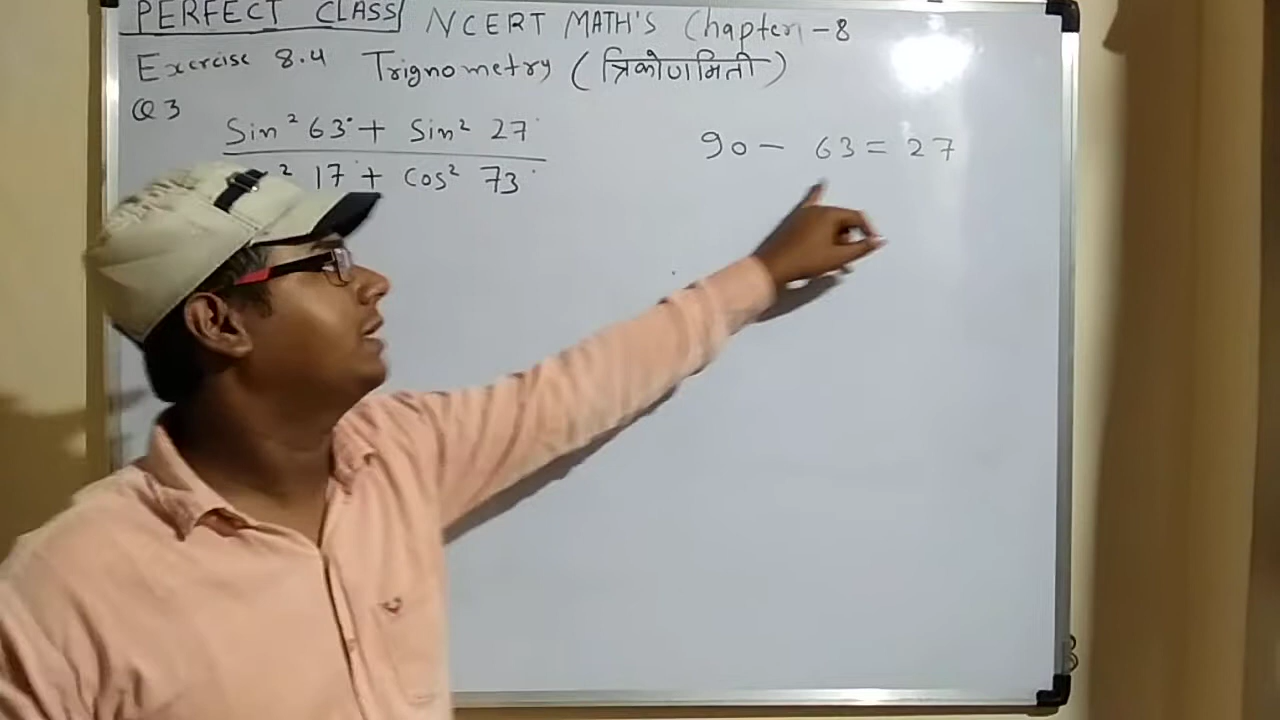 PERFECT CLASS NCERT MATH'S Chapter-8
Exercise 8.4 Trignometry (त्रिकोणमिती)
Q3
Sin² 63° + Sin² 27°
² 17° + Cos² 73°
90 - 63 = 27